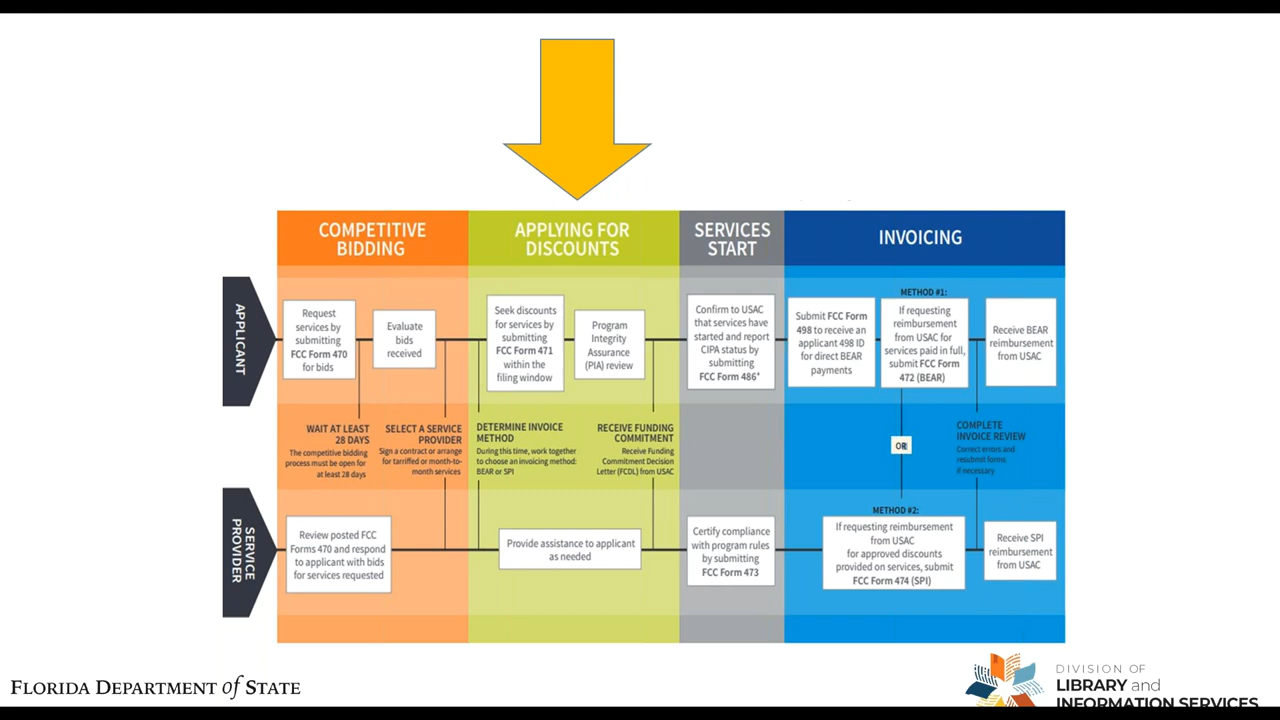 COMPETITIVE
BIDDING
APPLYING FOR
DISCOUNTS
SERVICES
START
INVOICING
APPLICANT
Request
services by
submitting
FCC Form 470
for bids
Evaluate
bids
received
Seek discounts
for services by
submitting
FCC Form 471
within the
filing window
Program
Integrity
Assurance
(PIA) review
Confirm to USAC
that services have
started and report
CIPA status by
submitting
FCC Form 486*
Submit FCC Form
498 to receive an
applicant 498 ID
for direct BEAR
payments
METHOD #1:
If requesting
reimbursement
from USAC for
services paid in full,
submit FCC Form
472 (BEAR)
Receive BEAR
reimbursement
from USAC
WAIT AT LEAST
28 DAYS
The competitive bidding
process must be open for
at least 28 days
SELECT A SERVICE
PROVIDER
Sign a contract or arrange
for tarriffed or month-to-
month services
DETERMINE INVOICE
METHOD
During this time, work together
to choose an invoicing method:
BEAR or SPI
RECEIVE FUNDING
COMMITMENT
Receive Funding
Commitment Decision
Letter (FCDL) from USAC
OR
COMPLETE
INVOICE REVIEW
Correct errors and
resubmit forms
if necessary
SERVICE
PROVIDER
Review posted FCC
Forms 470 and respond
to applicant with bids
for services requested
Provide assistance to applicant
as needed
Certify compliance
with program rules
by submitting
FCC Form 473
METHOD #2:
If requesting reimbursement
from USAC
for approved discounts
provided on services, submit
FCC Form 474 (SPI)
Receive SPI
reimbursement
from USAC
FLORIDA DEPARTMENT of STATE
DIVISION OF
LIBRARY and
INFORMATION SERVICES